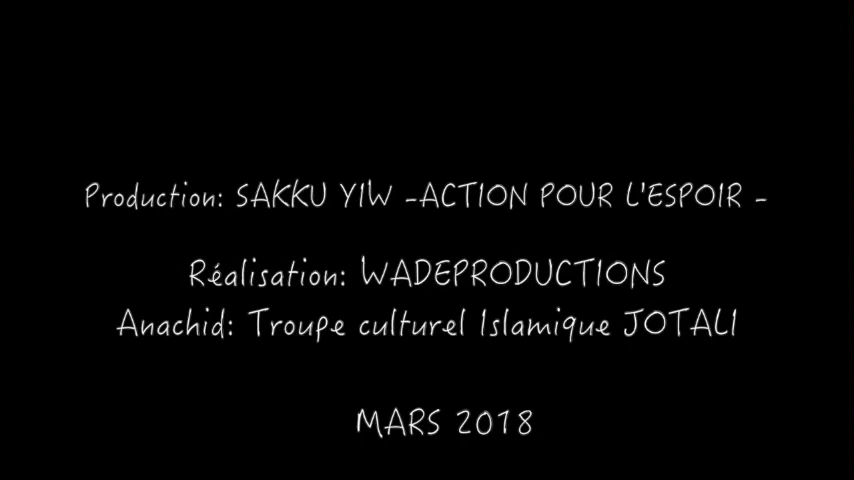 Production: SAKKU YIW -ACTION POUR L'ESPOIR -
Réalisation: WADEPRODUCTIONS
Anachid: Troupe culturel Islamique JOTALI
MARS 2018